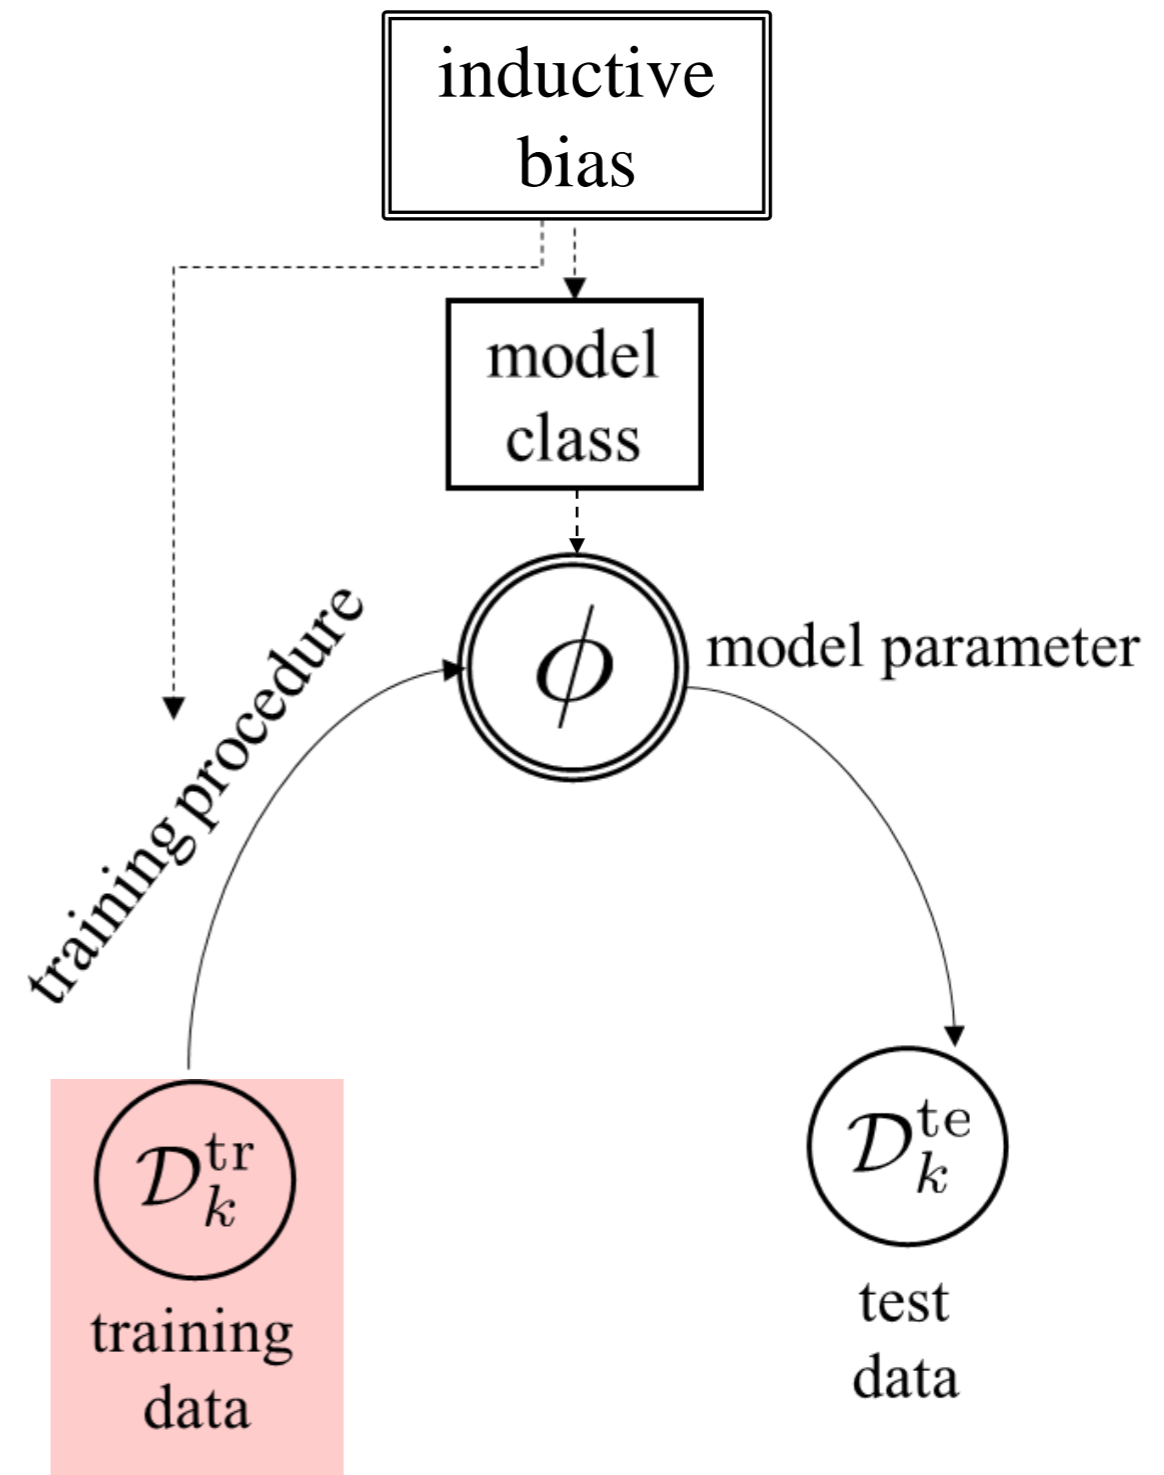 inductive
bias
model
class
training procedure
ϕ
model parameter
𝒟ₖᵗʳ
training
data
𝒟ₖᵗᵉ
test
data